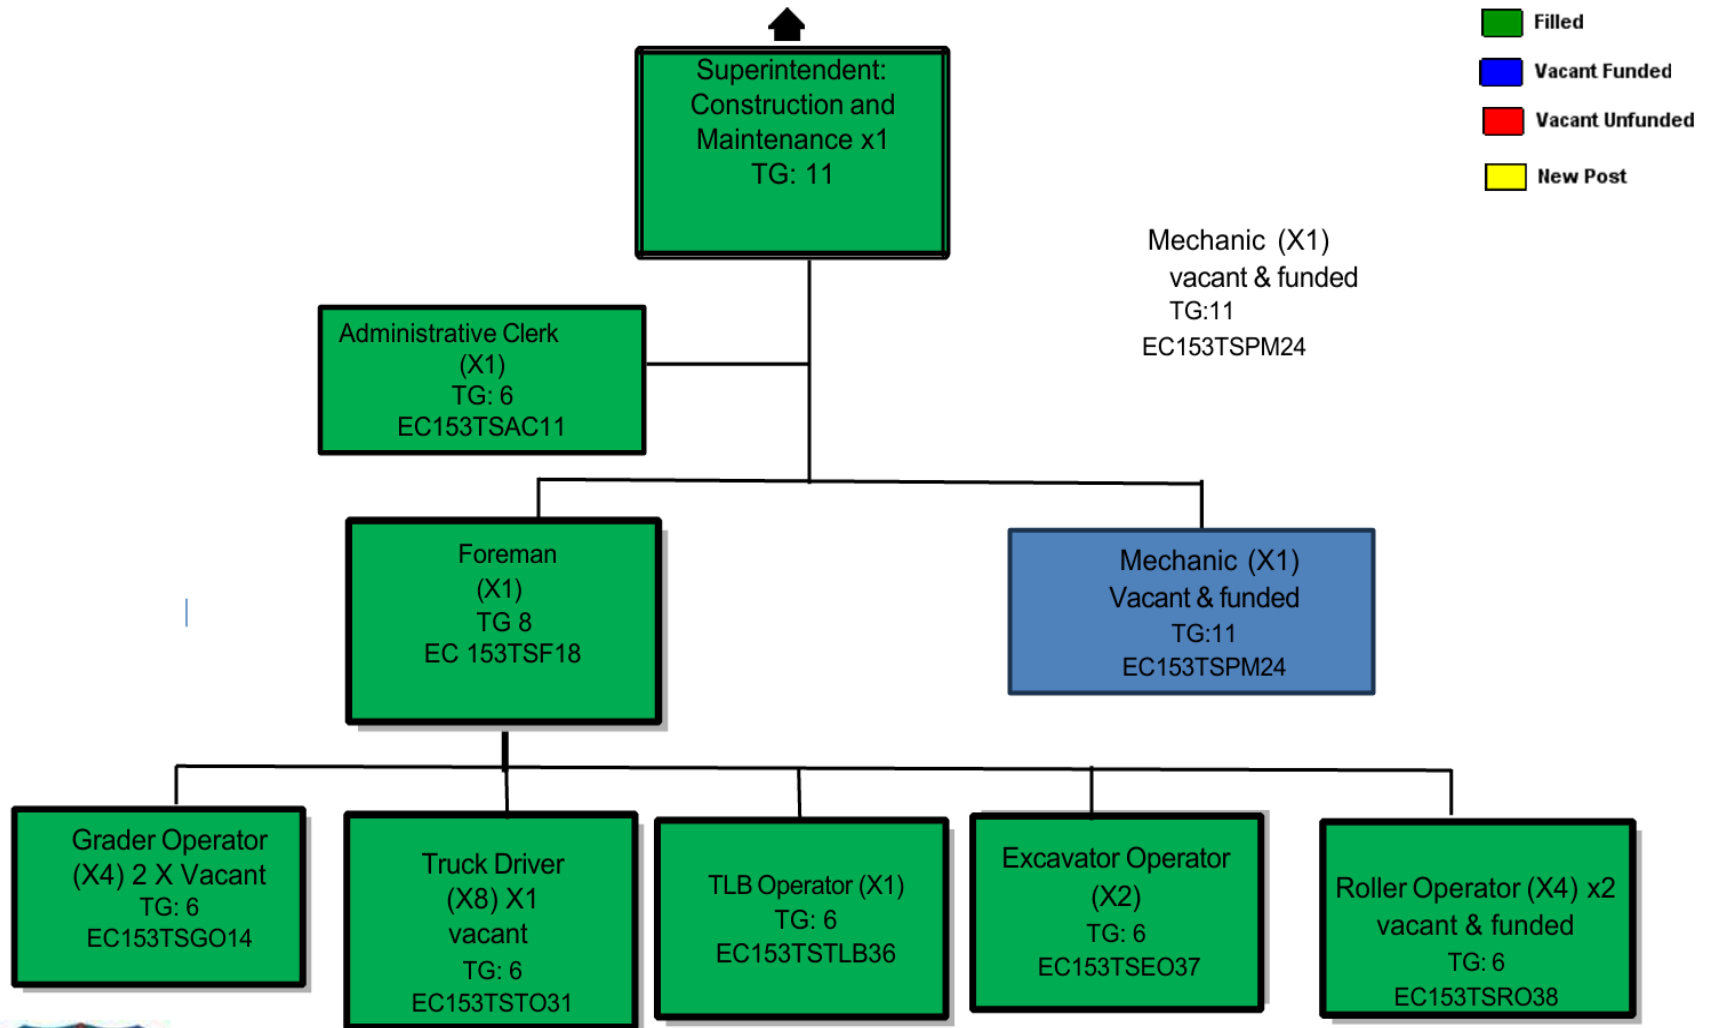 Filled
Vacant Funded
Vacant Unfunded
New Post
Superintendent:
Construction and
Maintenance x1
TG: 11
Mechanic (X1)
vacant & funded
TG:11
EC153TSPM24
Administrative Clerk
(X1)
TG: 6
EC153TSAC11
Foreman
(X1)
TG 8
EC 153TSF18
Mechanic (X1)
Vacant & funded
TG:11
EC153TSPM24
Grader Operator
(X4) 2 X Vacant
TG: 6
EC153TSGO14
Truck Driver
(X8) X1
vacant
TG: 6
EC153TSTO31
TLB Operator (X1)
TG: 6
EC153TSTLB36
Excavator Operator
(X2)
TG: 6
EC153TSEO37
Roller Operator (X4) x2
vacant & funded
TG: 6
EC153TSRO38